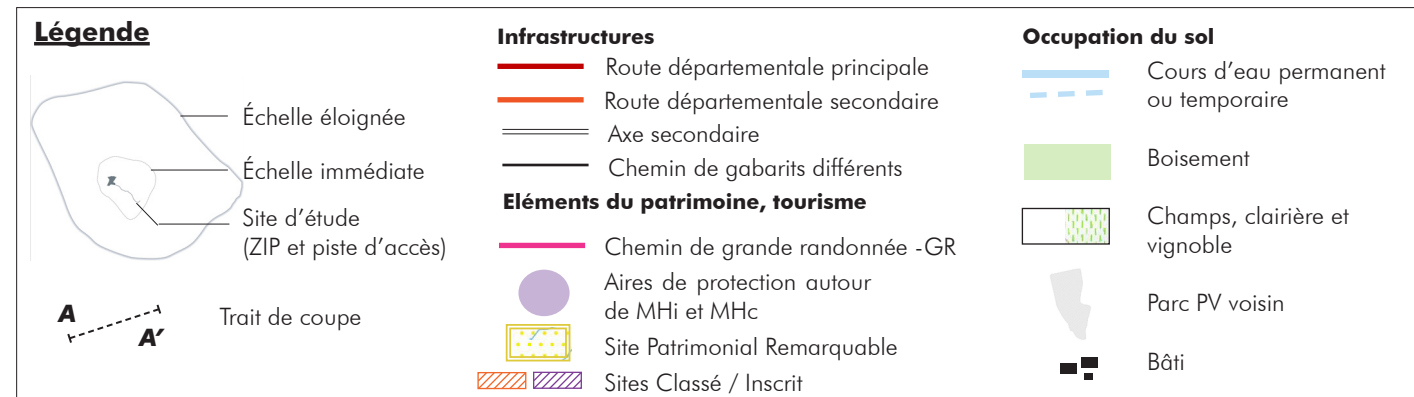 Légende
Échelle éloignée
Échelle immédiate
Site d'étude
(ZIP et piste d'accès)
A
A'
Trait de coupe
Infrastructures
Route départementale principale
Route départementale secondaire
Axe secondaire
Chemin de gabarits différents
Eléments du patrimoine, tourisme
Chemin de grande randonnée -GR
Aires de protection autour
de MHi et MHc
Site Patrimonial Remarquable
Sites Classé / Inscrit
Occupation du sol
Cours d'eau permanent
ou temporaire
Boisement
Champs, clairière et
vignoble
Parc PV voisin
Bâti